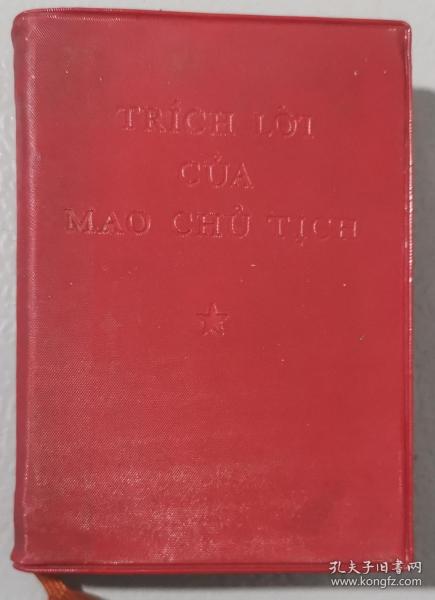 TRÍCH LỜI
CỦA
MAO CHỦ TỊCH
孔夫子旧书网
www.kongfz.com